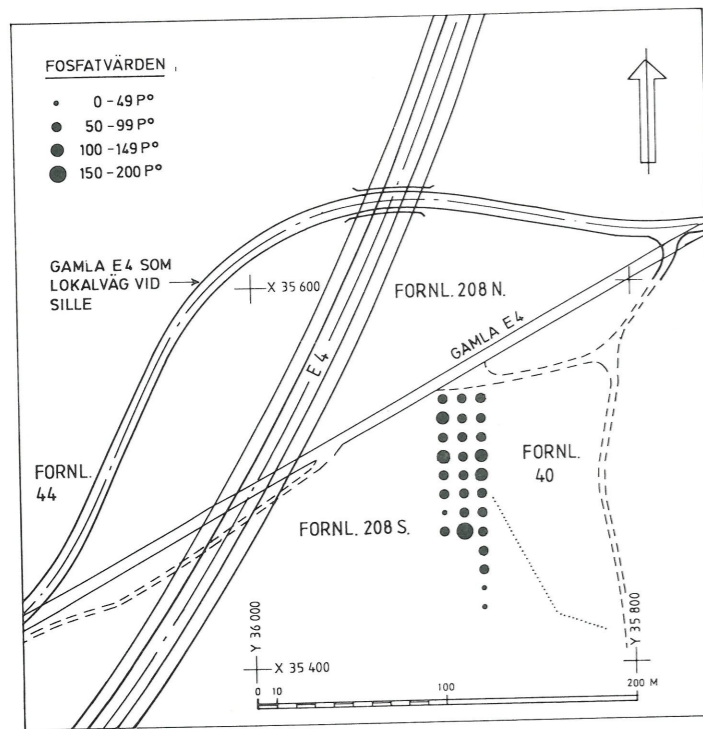 FOSFATVÄRDEN
0-49 P°
50-99 P°
100-149 P°
150-200 P°
GAMLA E4 SOM
LOKALVÄG VID
SILLE
X 35 600
FORNL. 208 N.
GAMLA E4
E 4
FORNL.
44
FORNL.
40
FORNL. 208 S.
Y 36 000
Y 35 800
X 35 400
0 10 100 200 M